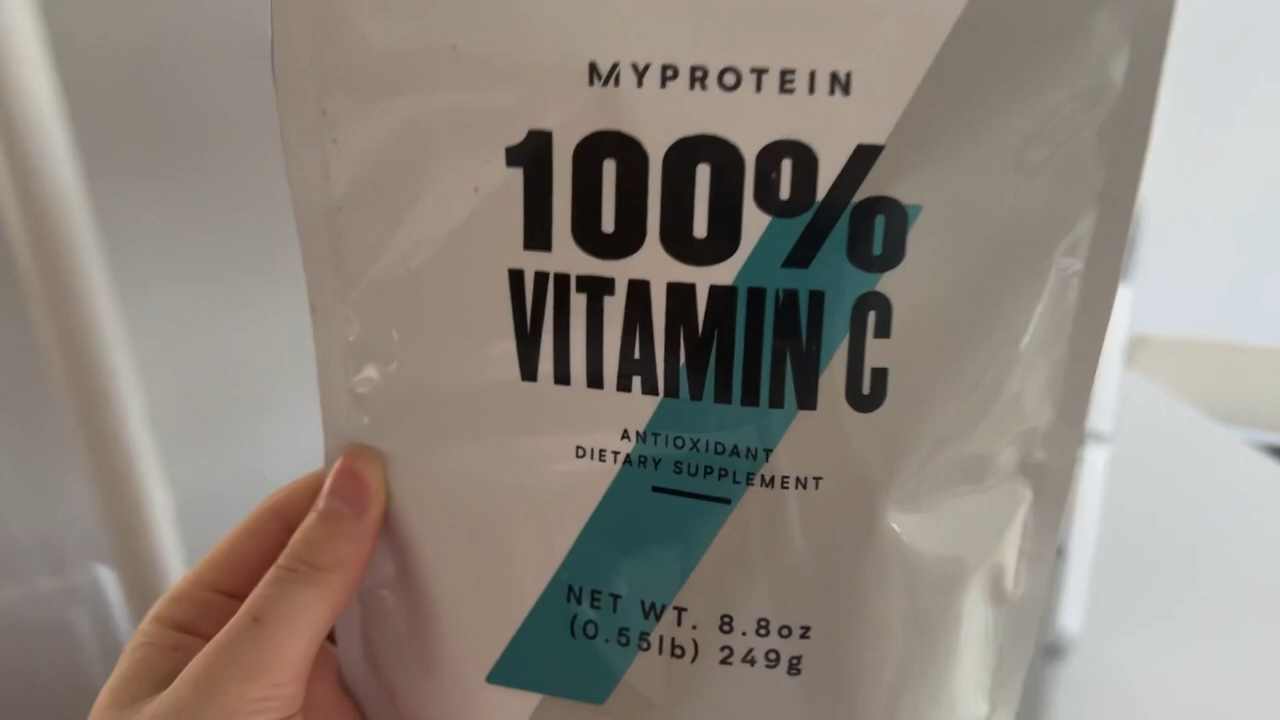 MYPROTEIN
100%
VITAMIN C
ANTIOXIDANT
DIETARY SUPPLEMENT
NET WT. 8.8oz
(0.55lb) 249g